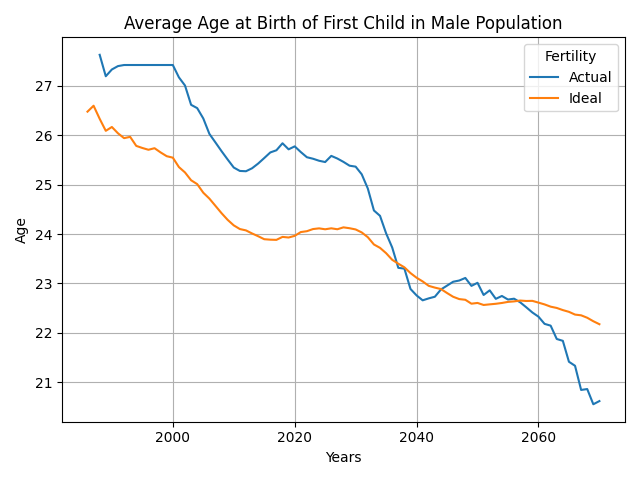 Average Age at Birth of First Child in Male Population
Fertility
Actual
Ideal
27
26
25
24
23
22
21
Age
2000
2020
2040
2060
Years